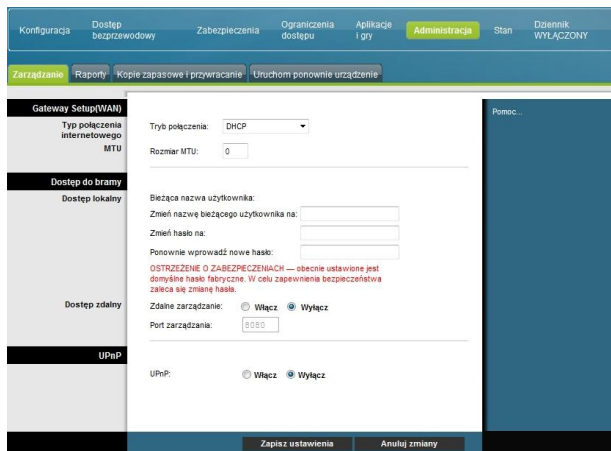 Konfiguracja
Dostęp
bezprzewodowy
Zabezpieczenia
Ograniczenia
dostępu
Aplikacje
i gry
Administracja
Stan
Dziennik
WYŁĄCZONY
Zarządzanie
Raporty
Kopie zapasowe i przywracanie
Uruchom ponownie urządzenie
Gateway Setup(WAN)
Pomoc...
Typ połączenia
internetowego
Tryb połączenia: DHCP
MTU
Rozmiar MTU: 0
Dostęp do bramy
Dostęp lokalny
Bieżąca nazwa użytkownika:
Zmień nazwę bieżącego użytkownika na:
Zmień hasło na:
Ponownie wprowadź nowe hasło:
OSTRZEŻENIE O ZABEZPIECZENIACH — obecnie ustawione jest
domyślne hasło fabryczne. W celu zapewnienia bezpieczeństwa
zaleca się zmianę hasła.
Dostęp zdalny
Zdalne zarządzanie: Włącz Wyłącz
Port zarządzania: 8080
UPnP
UPnP: Włącz Wyłącz
Zapisz ustawienia
Anuluj zmiany